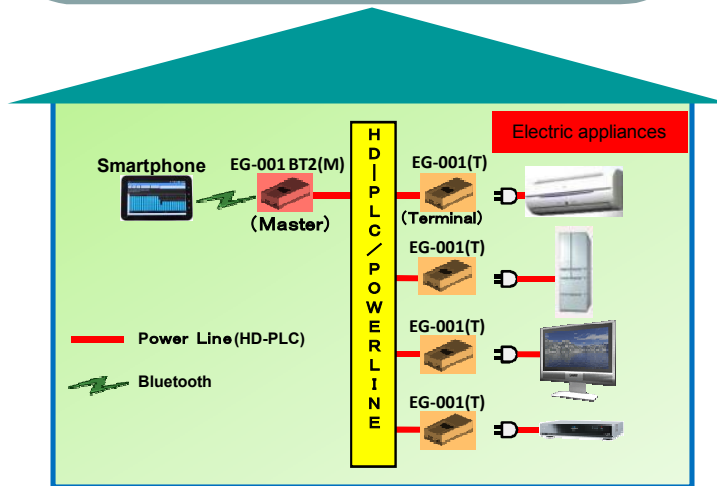 Electric appliances
Smartphone
EG-001 BT2(M)
(Master)
HD-PLC/POWERLINE
EG-001(T)
(Terminal)
EG-001(T)
EG-001(T)
EG-001(T)
Power Line(HD-PLC)
Bluetooth